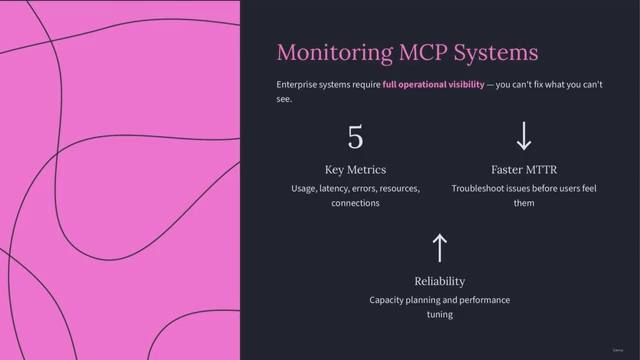 Monitoring MCP Systems
Enterprise systems require full operational visibility — you can't fix what you can't
see.
5
Key Metrics
Usage, latency, errors, resources,
connections
↓
Faster MTTR
Troubleshoot issues before users feel
them
↑
Reliability
Capacity planning and performance
tuning